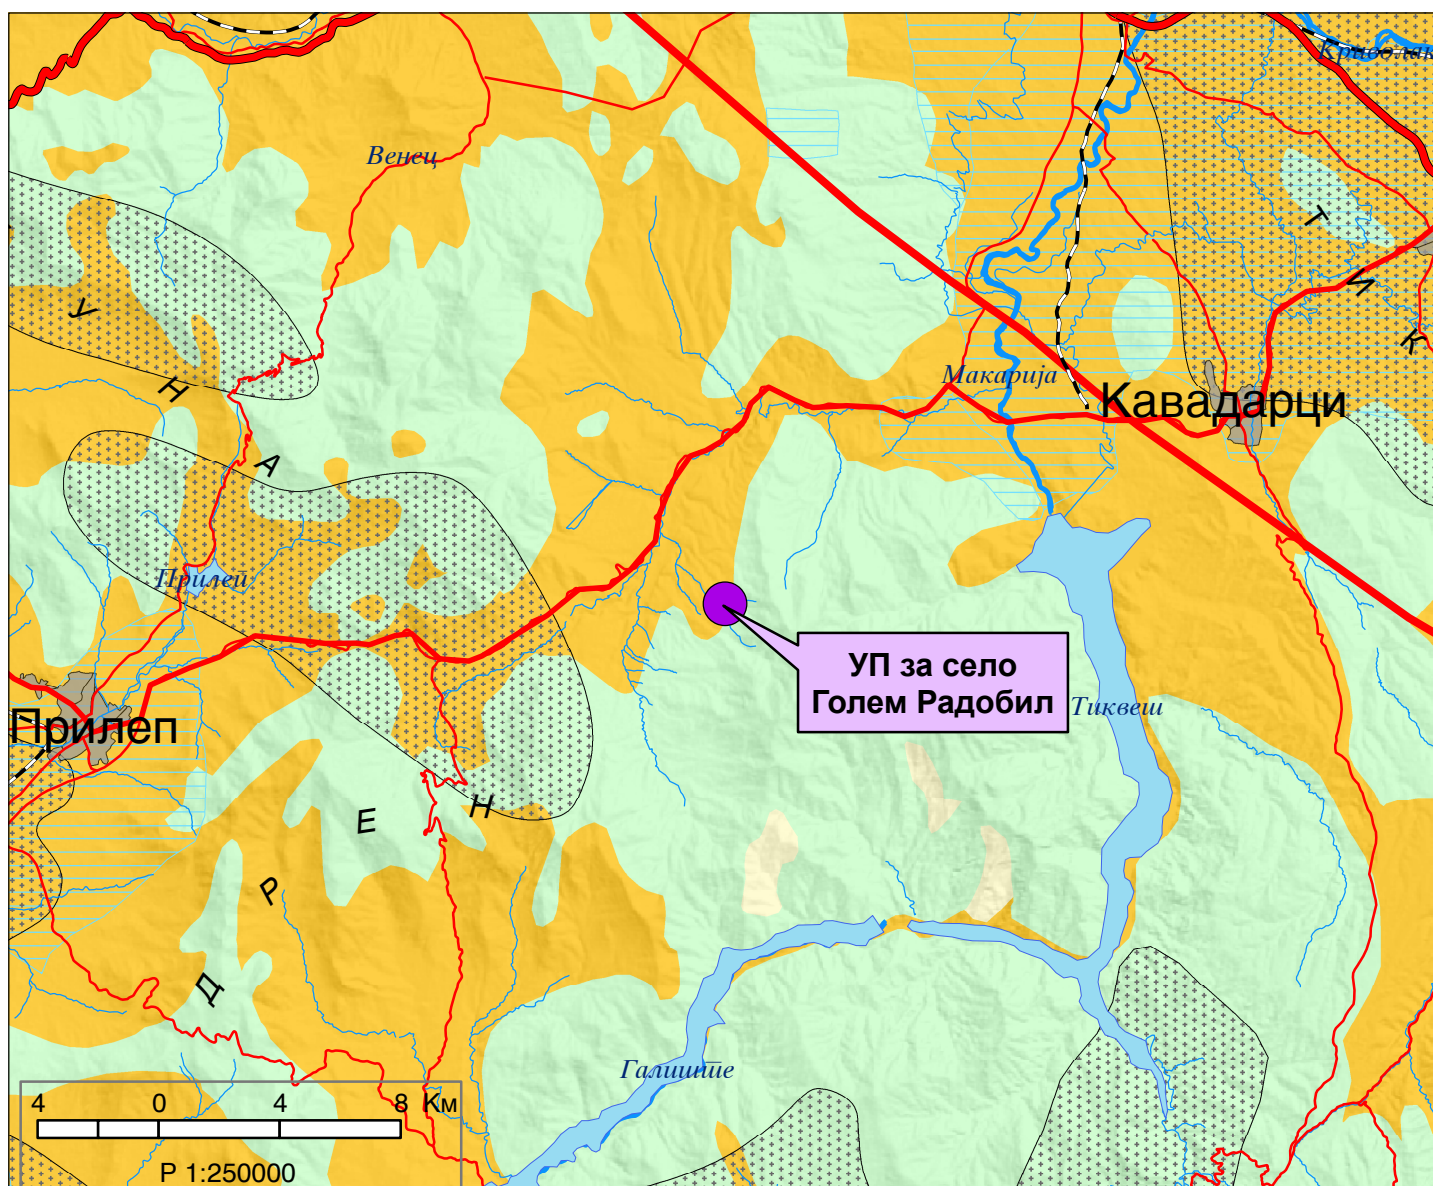 Криволак
Венец
Т
И
К
У
Н
А
Макарија
Кавадарци
Прилеп
УП за село
Голем Радобил
Тиквеш
Прилеп
Е
Н
Р
Д
Галиште
4 0 4 8 Км
Р 1:250000